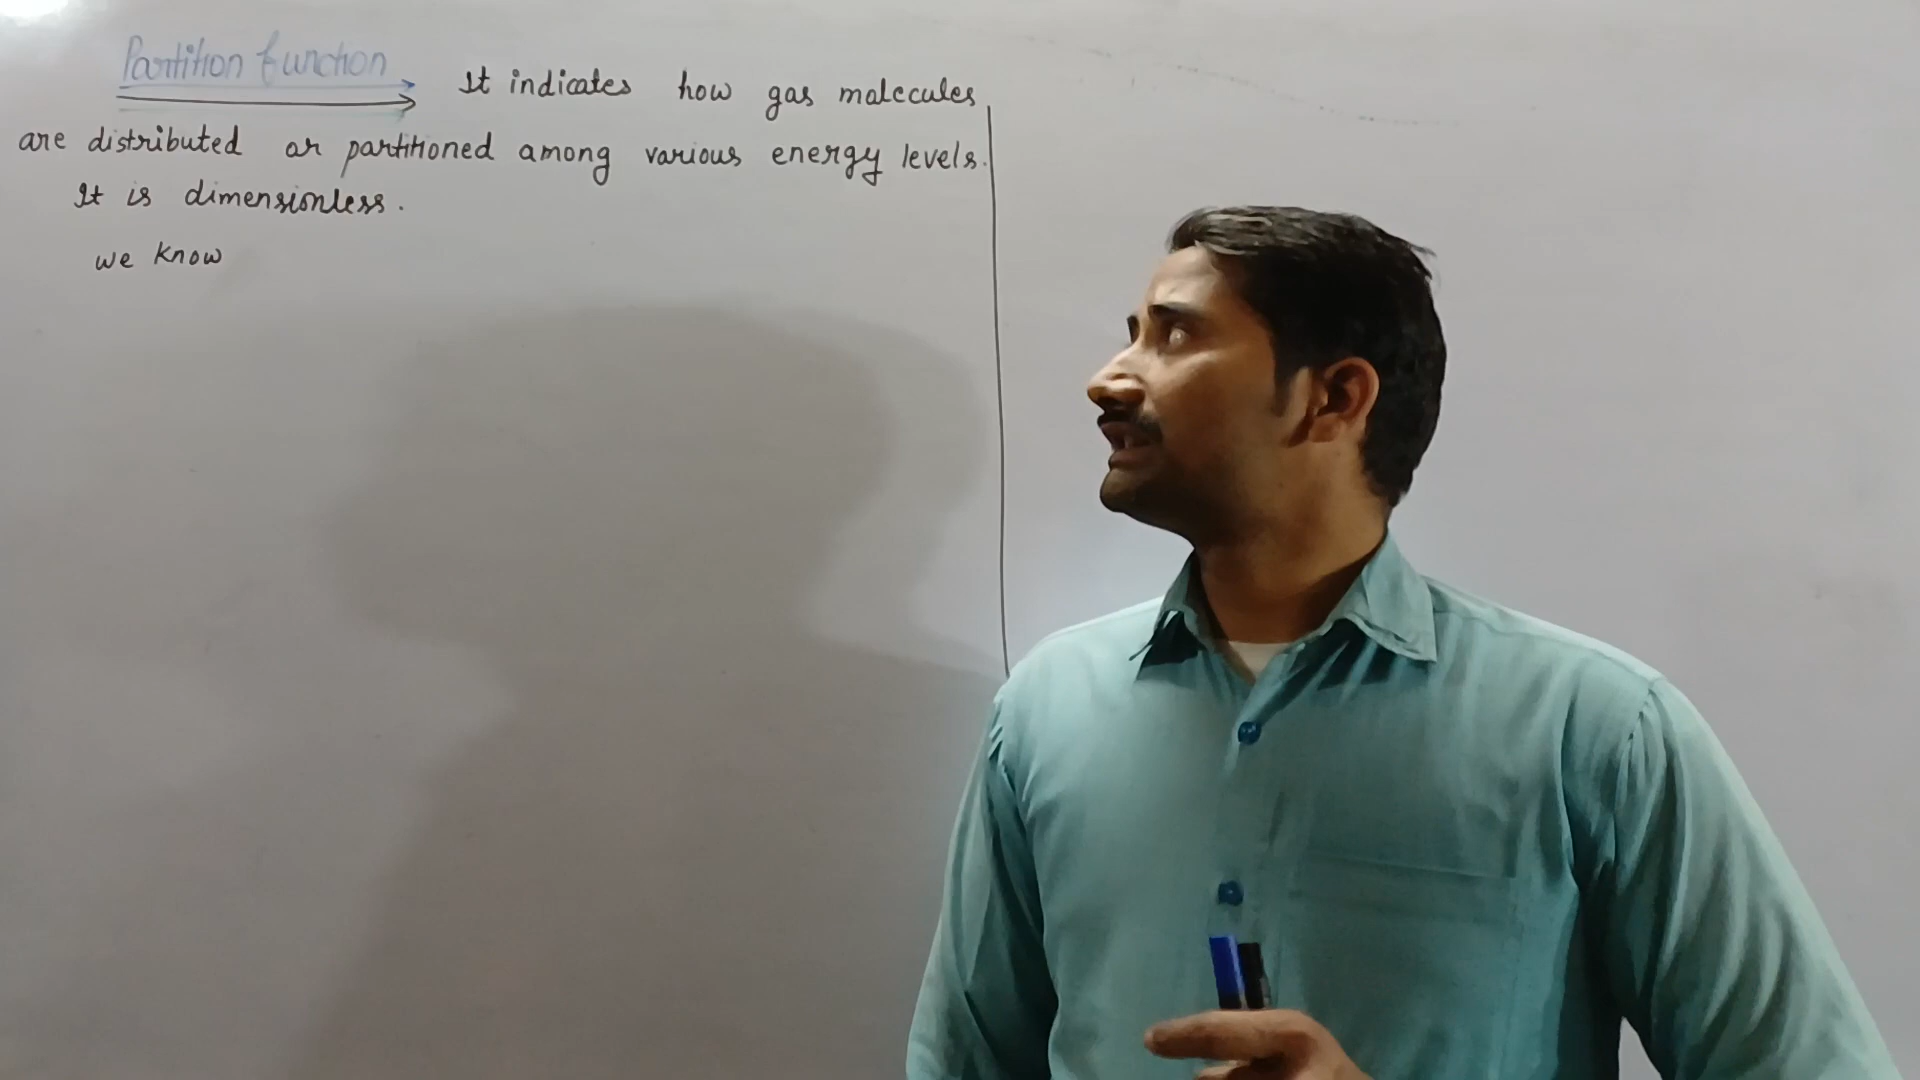 Partition function It indicates how gas molecules
are distributed or partitioned among various energy levels.
It is dimensionless.
we know